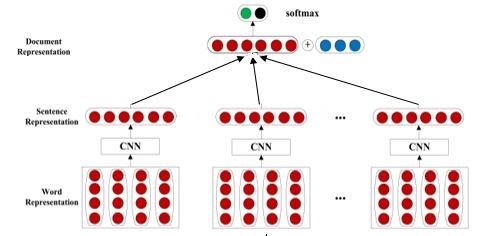 softmax
Document
Representation
+
Sentence
Representation
...
CNN
CNN
CNN
Word
Representation
...